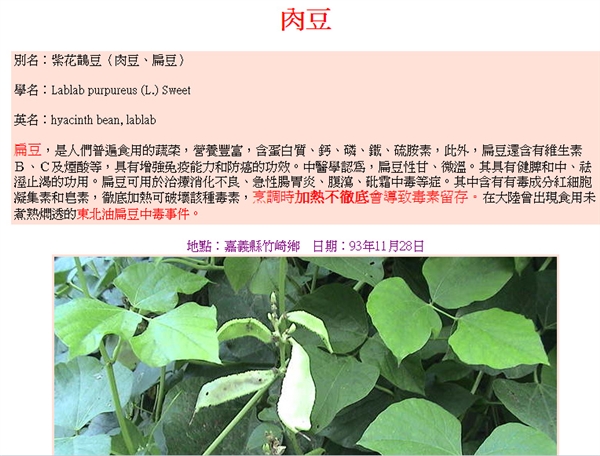 肉豆
別名：紫花鵲豆（肉豆、扁豆）
學名：Lablab purpureus (L.) Sweet
英名：hyacinth bean, lablab
扁豆，是人們普遍食用的蔬菜，營養豐富，含蛋白質、鈣、磷、鐵、硫胺素，此外，扁豆還含有維生素
Ｂ、Ｃ及煙酸等，具有增強免疫能力和防癌的功效。中醫學認為，扁豆性甘、微溫。其具有健脾和中、祛
溼止渴的功用。扁豆可用於治療消化不良、急性腸胃炎、腹瀉、砒霜中毒等症。其中含有有毒成分紅細胞
凝集素和皂素，徹底加熱可破壞該種毒素，烹調時加熱不徹底會導致毒素留存。在大陸曾出現食用未
煮熟燜透的東北油扁豆中毒事件。
地點：嘉義縣竹崎鄉　日期：93年11月28日